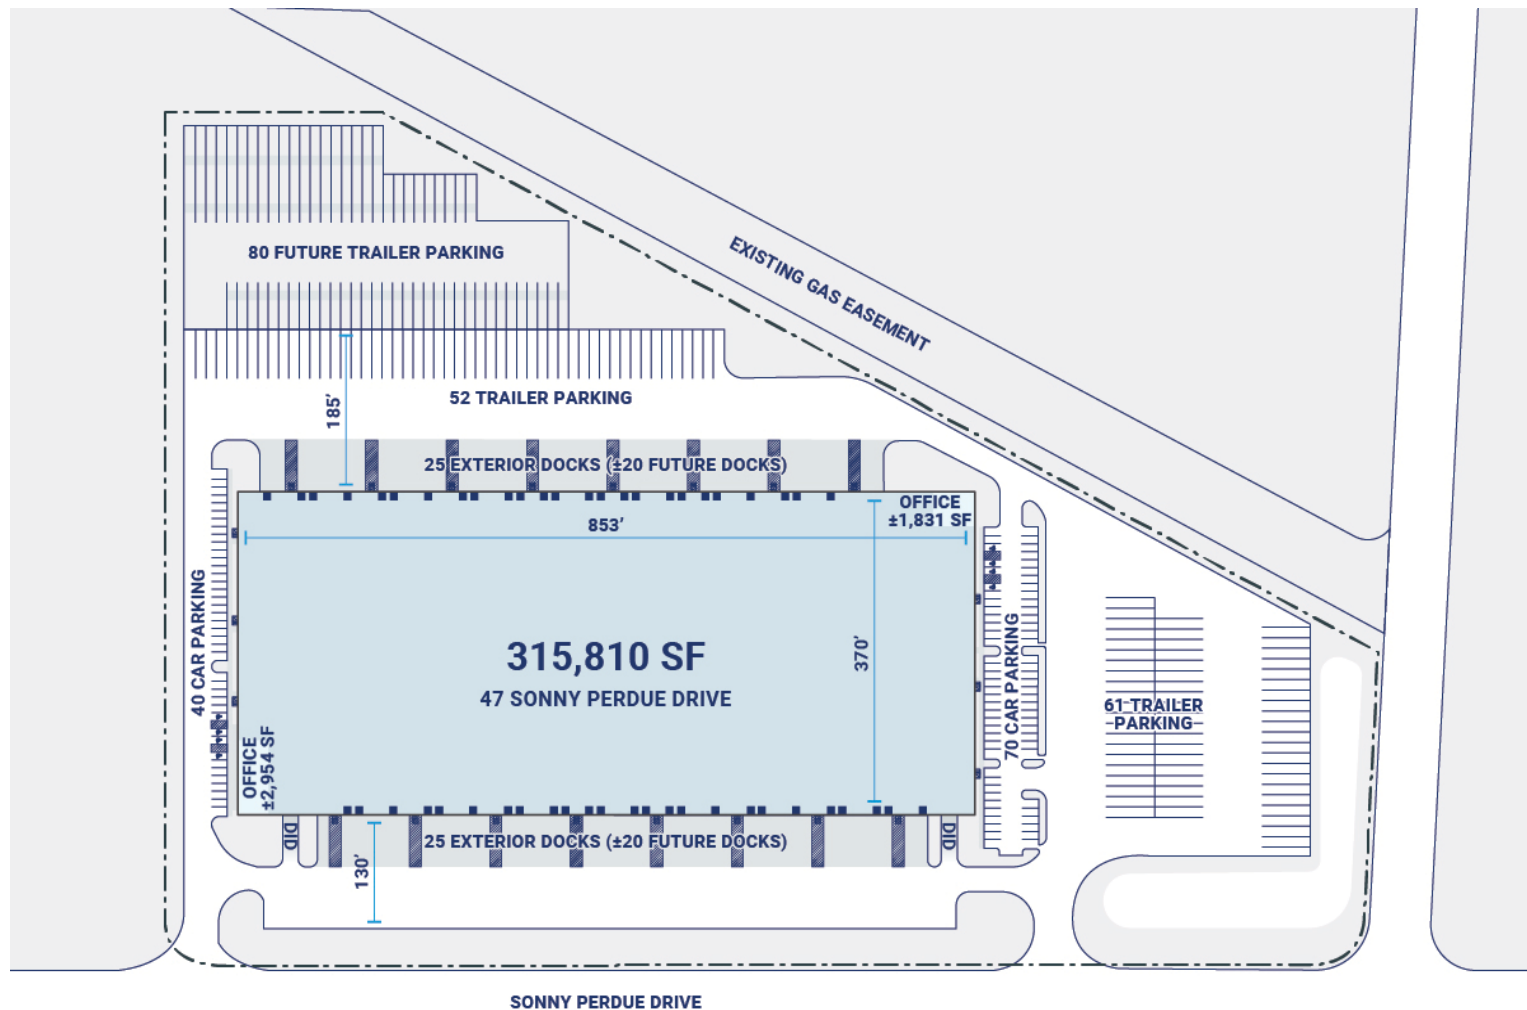 EXISTING GAS EASEMENT
80 FUTURE TRAILER PARKING
52 TRAILER PARKING
185’
25 EXTERIOR DOCKS (±20 FUTURE DOCKS)
OFFICE
±1,831 SF
853’
370’
40 CAR PARKING
315,810 SF
47 SONNY PERDUE DRIVE
70 CAR PARKING
61 TRAILER
PARKING
OFFICE
±2,954 SF
DID
25 EXTERIOR DOCKS (±20 FUTURE DOCKS)
DID
130’
SONNY PERDUE DRIVE